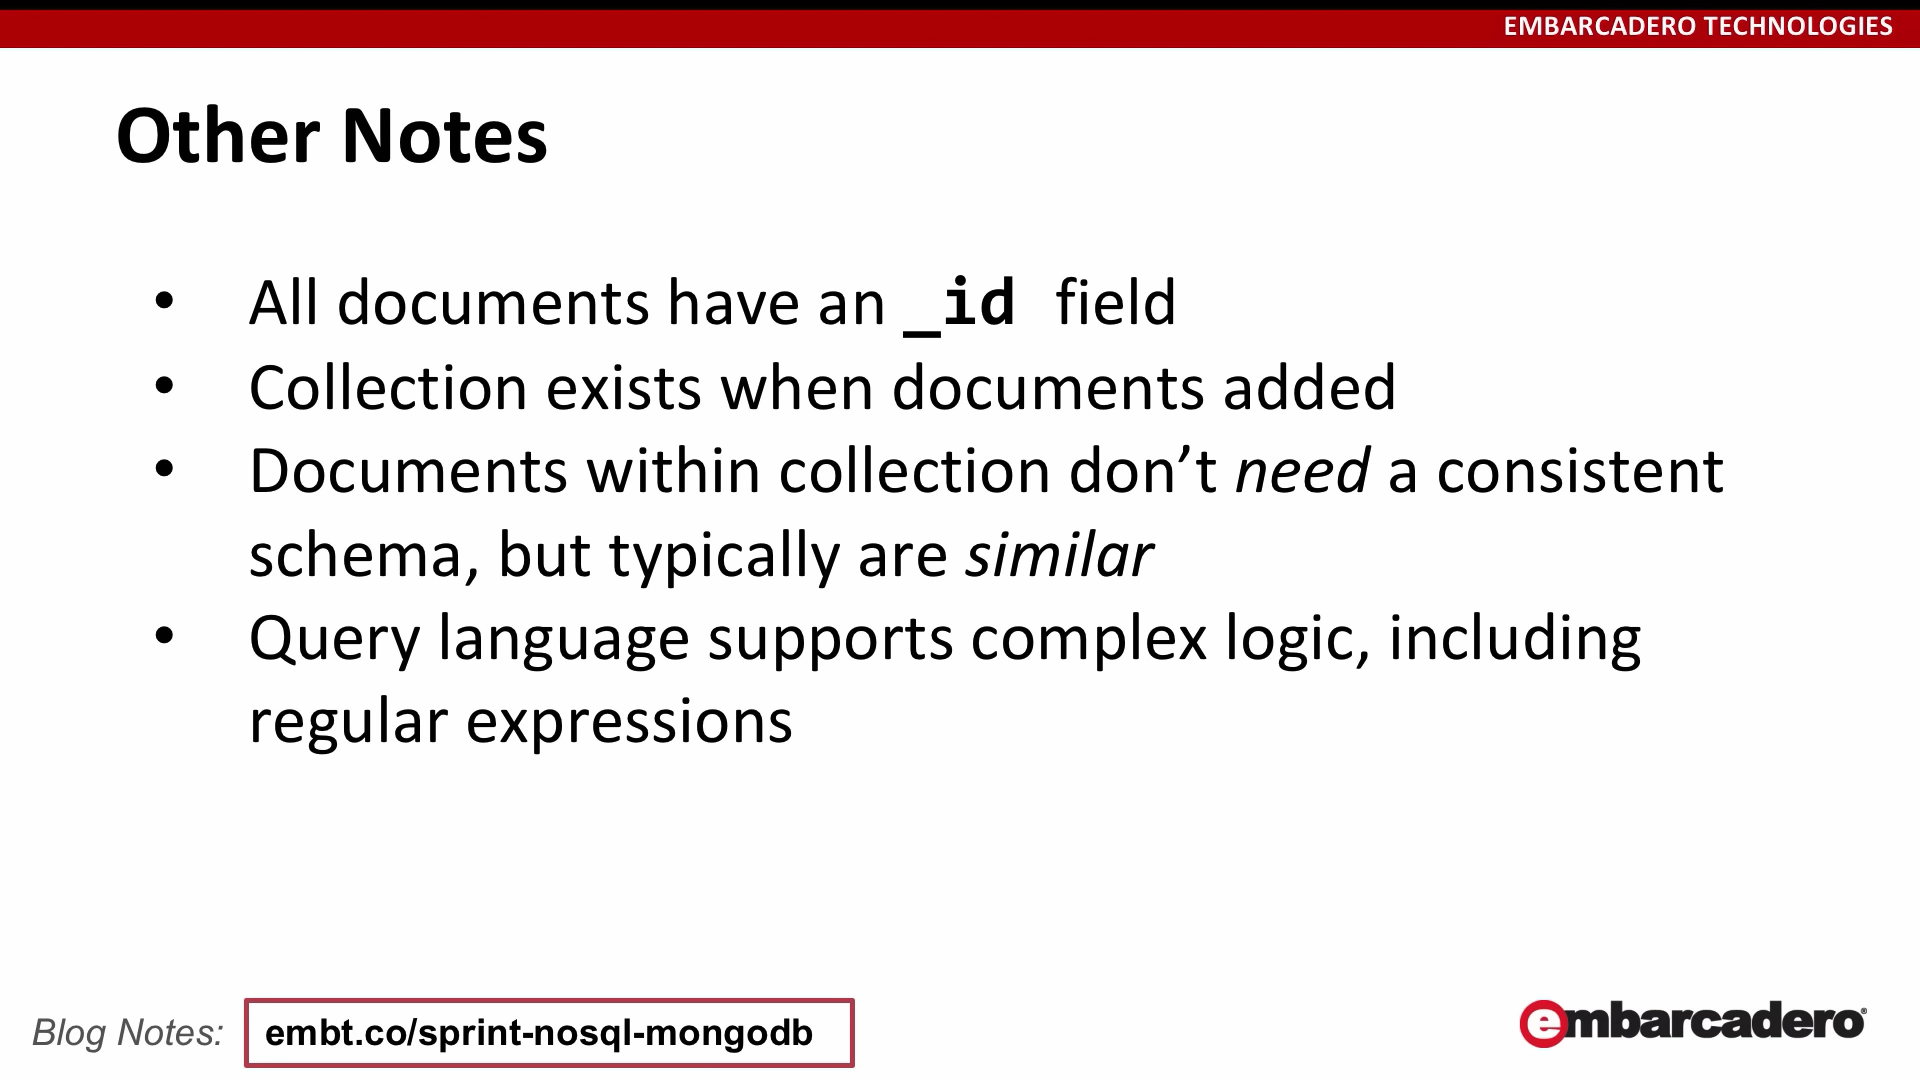 EMBARCADERO TECHNOLOGIES
Other Notes
• All documents have an _id field
• Collection exists when documents added
• Documents within collection don’t need a consistent
schema, but typically are similar
• Query language supports complex logic, including
regular expressions
Blog Notes: embt.co/sprint-nosql-mongodb
embarcadero®